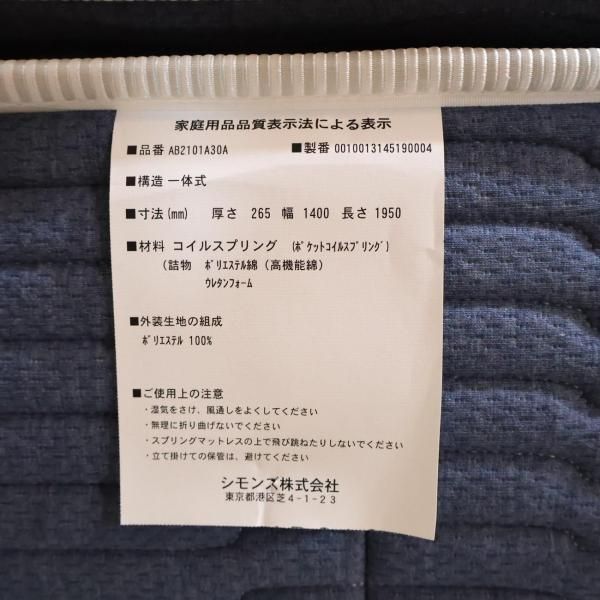 家庭用品品質表示法による表示
■品番 AB2101A30A ■製番 0010013145190004
■構造 一体式
■寸法(mm) 厚さ 265 幅 1400 長さ 1950
■材料 コイルスプリング (ﾎﾟｹｯﾄｺｲﾙｽﾌﾟﾘﾝｸﾞ)
(詰物 ﾎﾟﾘｴｽﾃﾙ綿(高機能綿)
ｳﾚﾀﾝﾌｫｰﾑ
■外装生地の組成
ﾎﾟﾘｴｽﾃﾙ 100%
■ご使用上の注意
・湿気をさけ、風通しをよくしてください
・無理に折り曲げないでください
・スプリングマットレスの上で飛び跳ねたりしないでください
・立て掛けての保管は、避けてください
シモンズ株式会社
東京都港区芝4-1-23